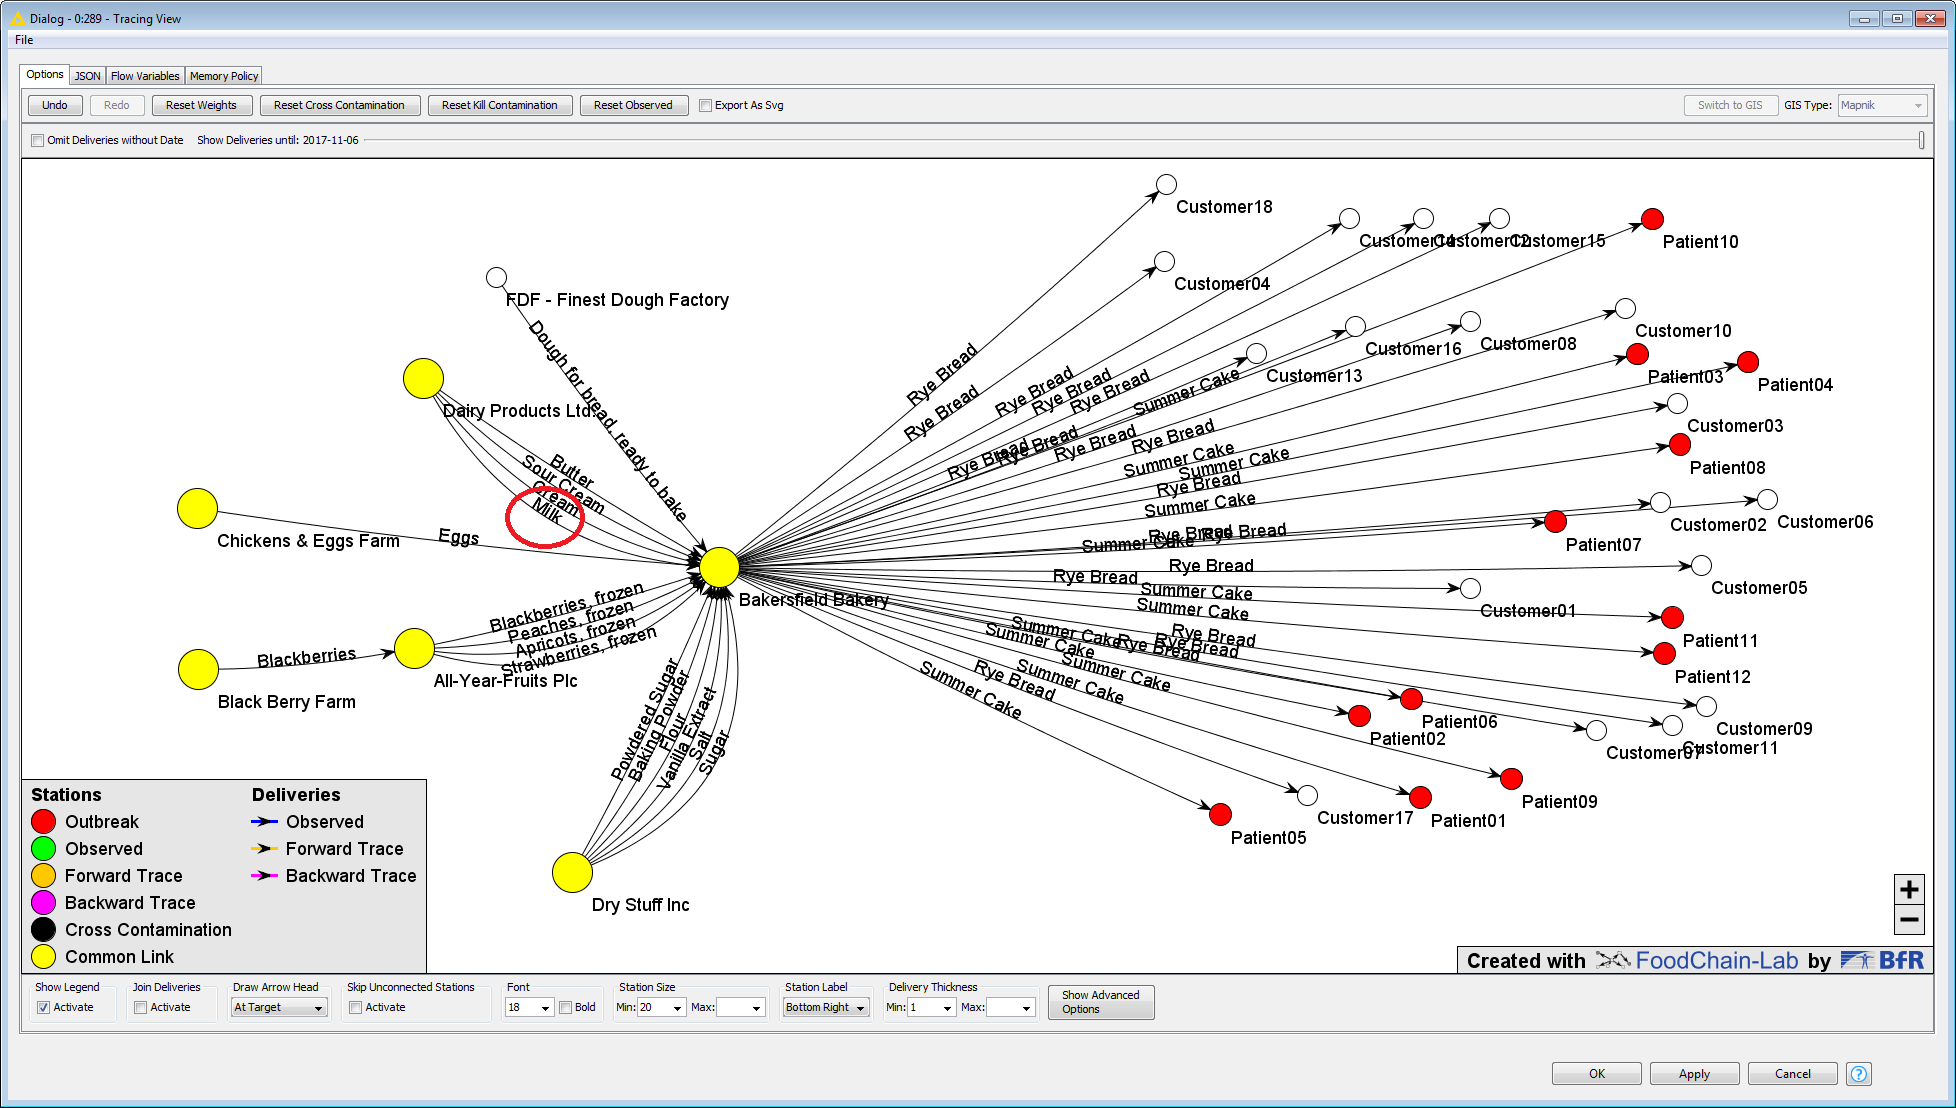 Dialog - 0:289 - Tracing View
File
Options JSON Flow Variables Memory Policy
Undo Redo Reset Weights Reset Cross Contamination Reset Kill Contamination Reset Observed Export As Svg Switch to GIS GIS Type: Mapnik
Omit Deliveries without Date Show Deliveries until: 2017-11-06
Customer18
Customer14
Customer12
Customer15
Patient10
Customer04
FDF - Finest Dough Factory
Dough for bread, ready to bake
Customer10
Customer16
Customer08
Customer13
Patient03
Patient04
Customer03
Patient08
Customer02
Customer06
Patient07
Customer05
Customer01
Patient11
Patient12
Customer09
Customer11
Customer07
Patient06
Patient02
Patient09
Patient01
Customer17
Patient05
Rye Bread
Rye Bread
Rye Bread
Rye Bread
Rye Bread
Summer Cake
Rye Bread
Rye Bread
Rye Bread
Rye Bread
Summer Cake
Summer Cake
Rye Bread
Summer Cake
Rye Bread
Rye Bread
Summer Cake
Rye Bread
Rye Bread
Summer Cake
Summer Cake
Rye Bread
Rye Bread
Rye Bread
Summer Cake
Summer Cake
Summer Cake
Summer Cake
Rye Bread
Summer Cake
Dairy Products Ltd.
Butter
Sour Cream
Cream
Milk
Chickens & Eggs Farm
Eggs
Bakersfield Bakery
Blackberries, frozen
Peaches, frozen
Apricots, frozen
Strawberries, frozen
Blackberries
Black Berry Farm
All-Year-Fruits Plc
Powdered Sugar
Baking Powder
Flour
Vanilla Extract
Salt
Sugar
Dry Stuff Inc
Stations Deliveries
Outbreak Observed
Observed Forward Trace
Forward Trace Backward Trace
Backward Trace
Cross Contamination
Common Link
+
−
Created with FoodChain-Lab by BfR
Show Legend Join Deliveries Draw Arrow Head Skip Unconnected Stations Font Station Size Station Label Delivery Thickness
Activate Activate At Target Activate 18 Bold Min: 20 Max: Bottom Right Min: 1 Max: Show Advanced Options
OK Apply Cancel ?